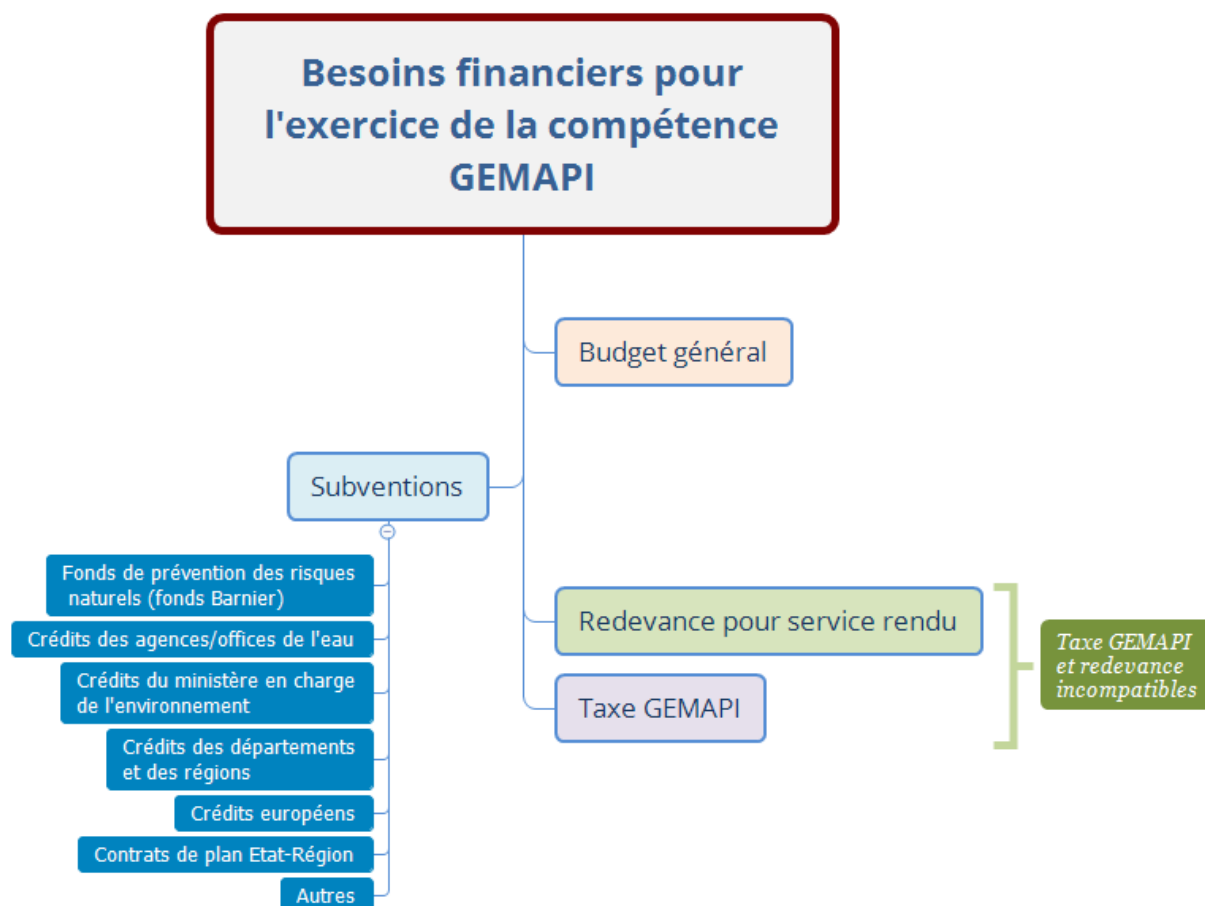 Besoins financiers pour
l'exercice de la compétence
GEMAPI
Budget général
Subventions
Fonds de prévention des risques
naturels (fonds Barnier)
Crédits des agences/offices de l'eau
Crédits du ministère en charge
de l'environnement
Crédits des départements
et des régions
Crédits européens
Contrats de plan Etat-Région
Autres
Redevance pour service rendu
Taxe GEMAPI
Taxe GEMAPI
et redevance
incompatibles